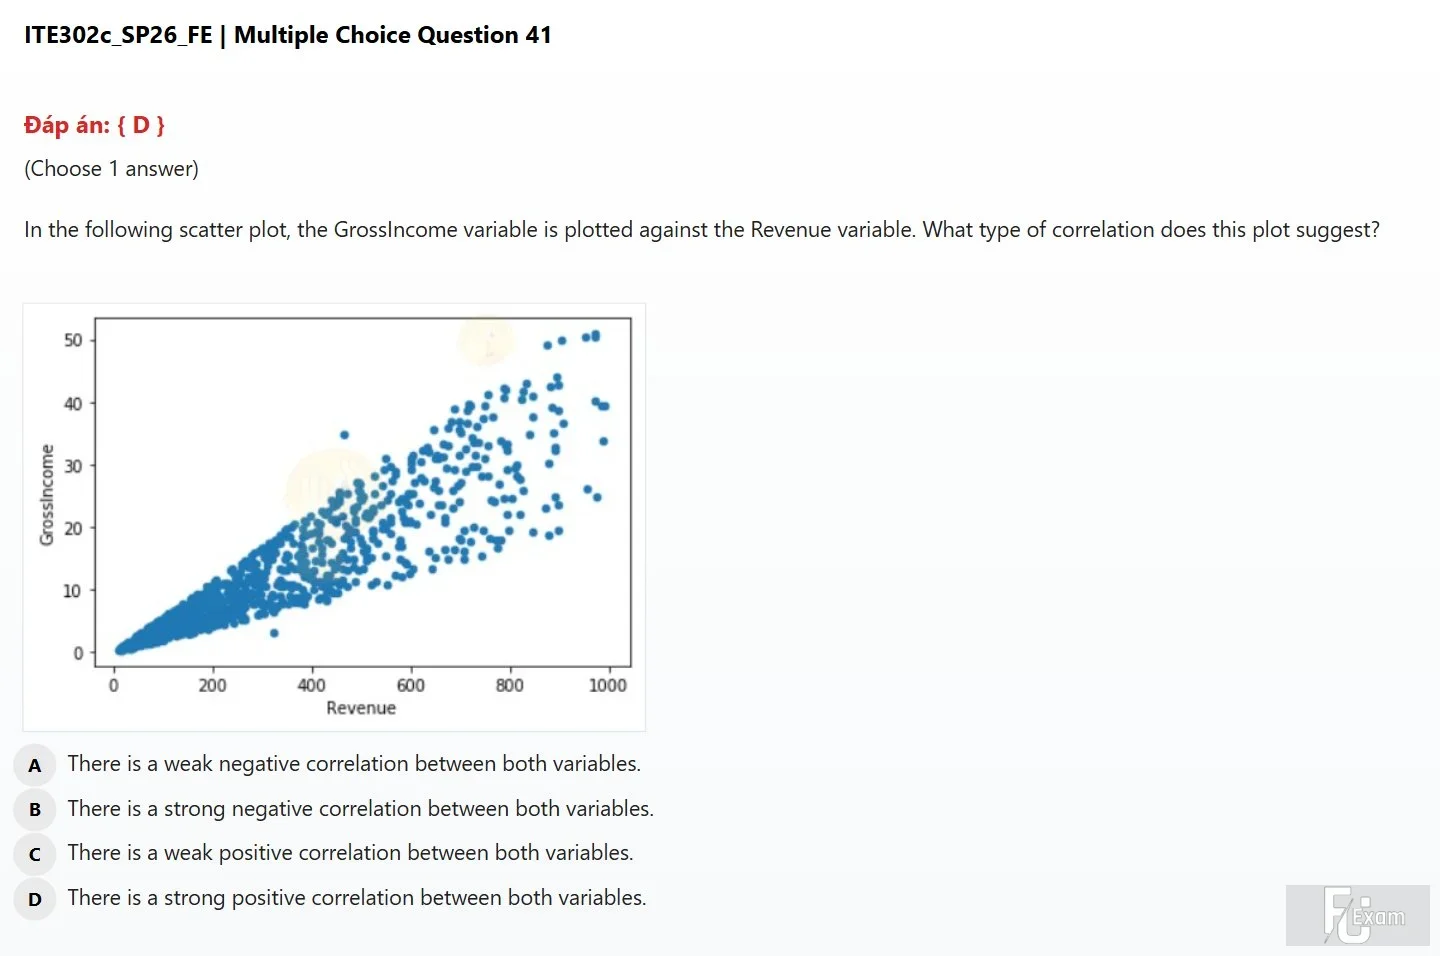 ITE302c_SP26_FE | Multiple Choice Question 41
Đáp án: { D }
(Choose 1 answer)
In the following scatter plot, the GrossIncome variable is plotted against the Revenue variable. What type of correlation does this plot suggest?
50
40
30
20
10
0
GrossIncome
0 200 400 600 800 1000
Revenue
A There is a weak negative correlation between both variables.
B There is a strong negative correlation between both variables.
C There is a weak positive correlation between both variables.
D There is a strong positive correlation between both variables.
Exam